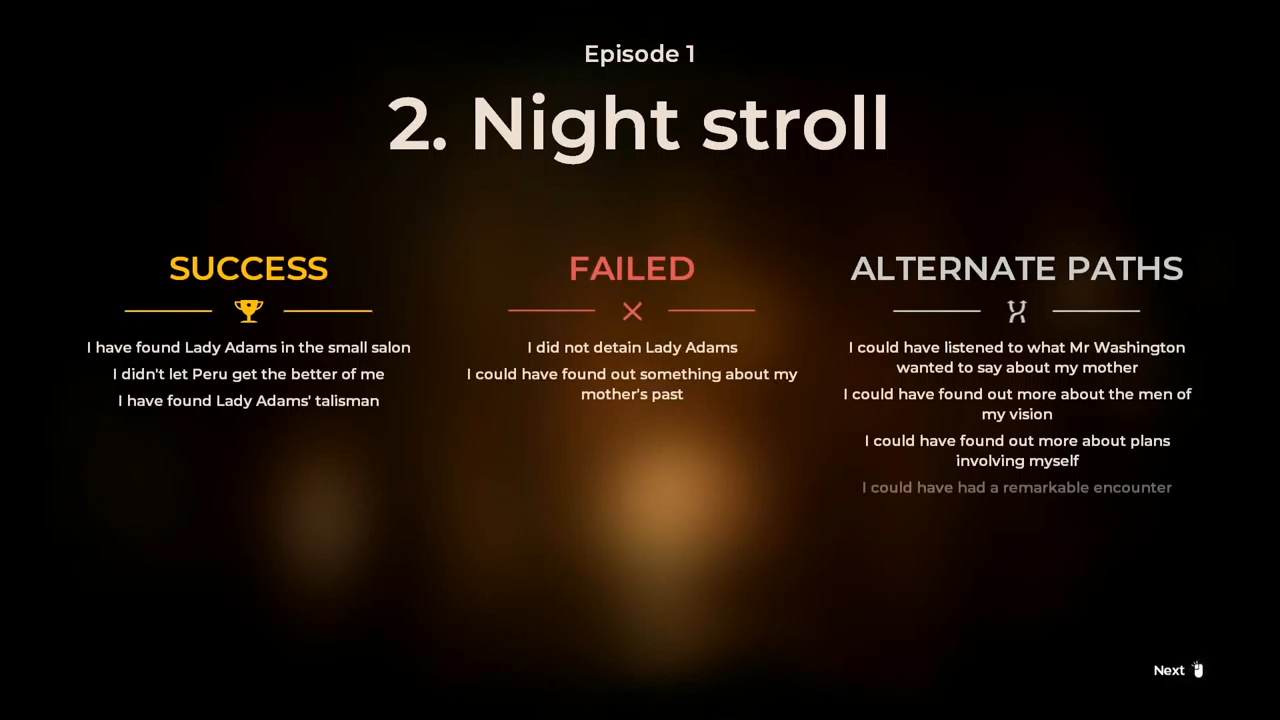 Episode 1
2. Night stroll
SUCCESS
I have found Lady Adams in the small salon
I didn't let Peru get the better of me
I have found Lady Adams' talisman
FAILED
I did not detain Lady Adams
I could have found out something about my
mother's past
ALTERNATE PATHS
I could have listened to what Mr Washington
wanted to say about my mother
I could have found out more about the men of
my vision
I could have found out more about plans
involving myself
I could have had a remarkable encounter
Next